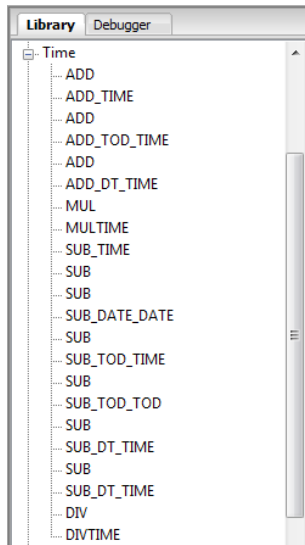 Library Debugger
Time
ADD
ADD_TIME
ADD
ADD_TOD_TIME
ADD
ADD_DT_TIME
MUL
MULTIME
SUB_TIME
SUB
SUB
SUB_DATE_DATE
SUB
SUB_TOD_TIME
SUB
SUB_TOD_TOD
SUB
SUB_DT_TIME
SUB
SUB_DT_TIME
DIV
DIVTIME